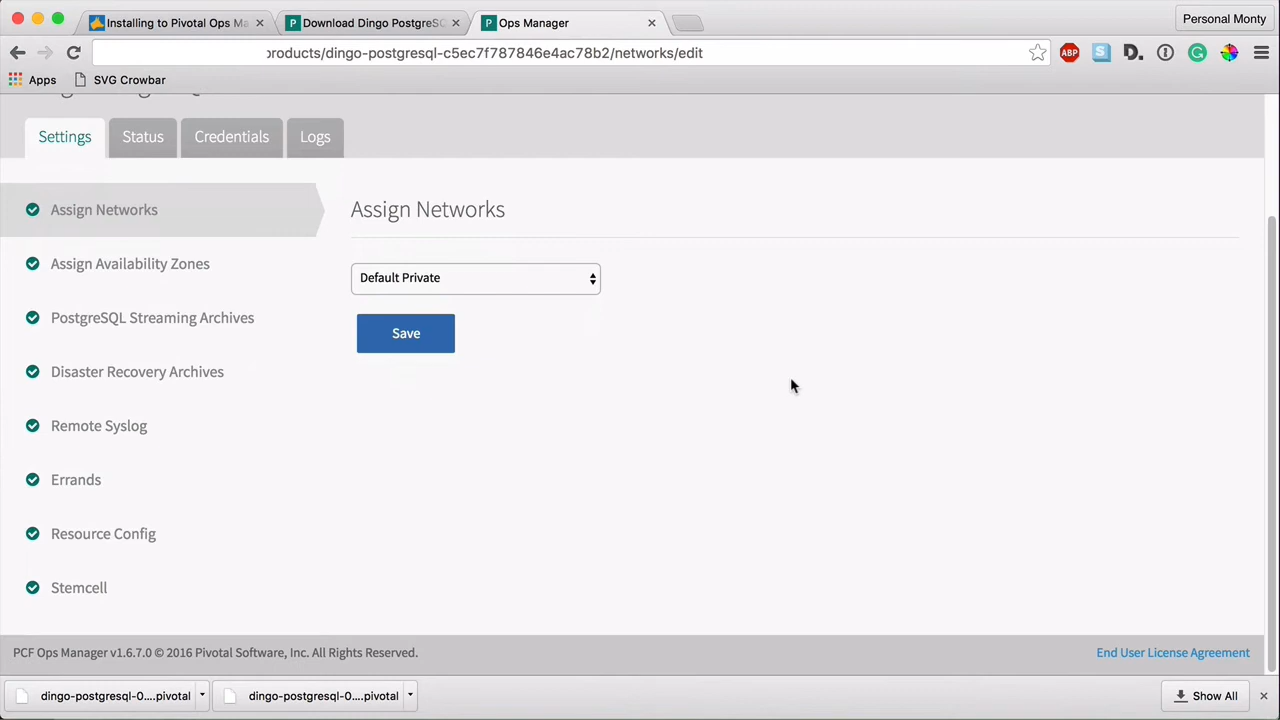 Installing to Pivotal Ops Ma
Download Dingo PostgreSQ
Ops Manager
Personal Monty
products/dingo-postgresql-c5ec7f787846e4ac78b2/networks/edit
ABP
Apps
SVG Crowbar
Settings
Status
Credentials
Logs
Assign Networks
Assign Availability Zones
PostgreSQL Streaming Archives
Disaster Recovery Archives
Remote Syslog
Errands
Resource Config
Stemcell
Assign Networks
Default Private
Save
PCF Ops Manager v1.6.7.0 © 2016 Pivotal Software, Inc. All Rights Reserved.
End User License Agreement
dingo-postgresql-0....pivotal
dingo-postgresql-0....pivotal
Show All